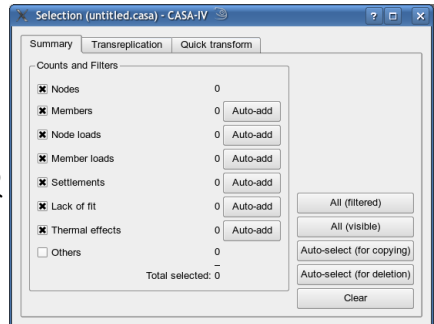 Selection (untitled.casa) - CASA-IV
Summary Transreplication Quick transform
Counts and Filters
Nodes 0
Members 0 Auto-add
Node loads 0 Auto-add
Member loads 0 Auto-add
Settlements 0 Auto-add
Lack of fit 0 Auto-add
Thermal effects 0 Auto-add
Others 0
Total selected: 0
All (filtered)
All (visible)
Auto-select (for copying)
Auto-select (for deletion)
Clear